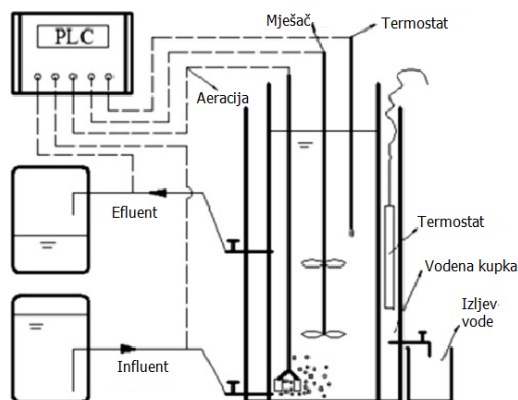 Mješač
Termostat
PLC
Aeracija
Efluent
Termostat
Vodena kupka
Izljev
vode
Influent